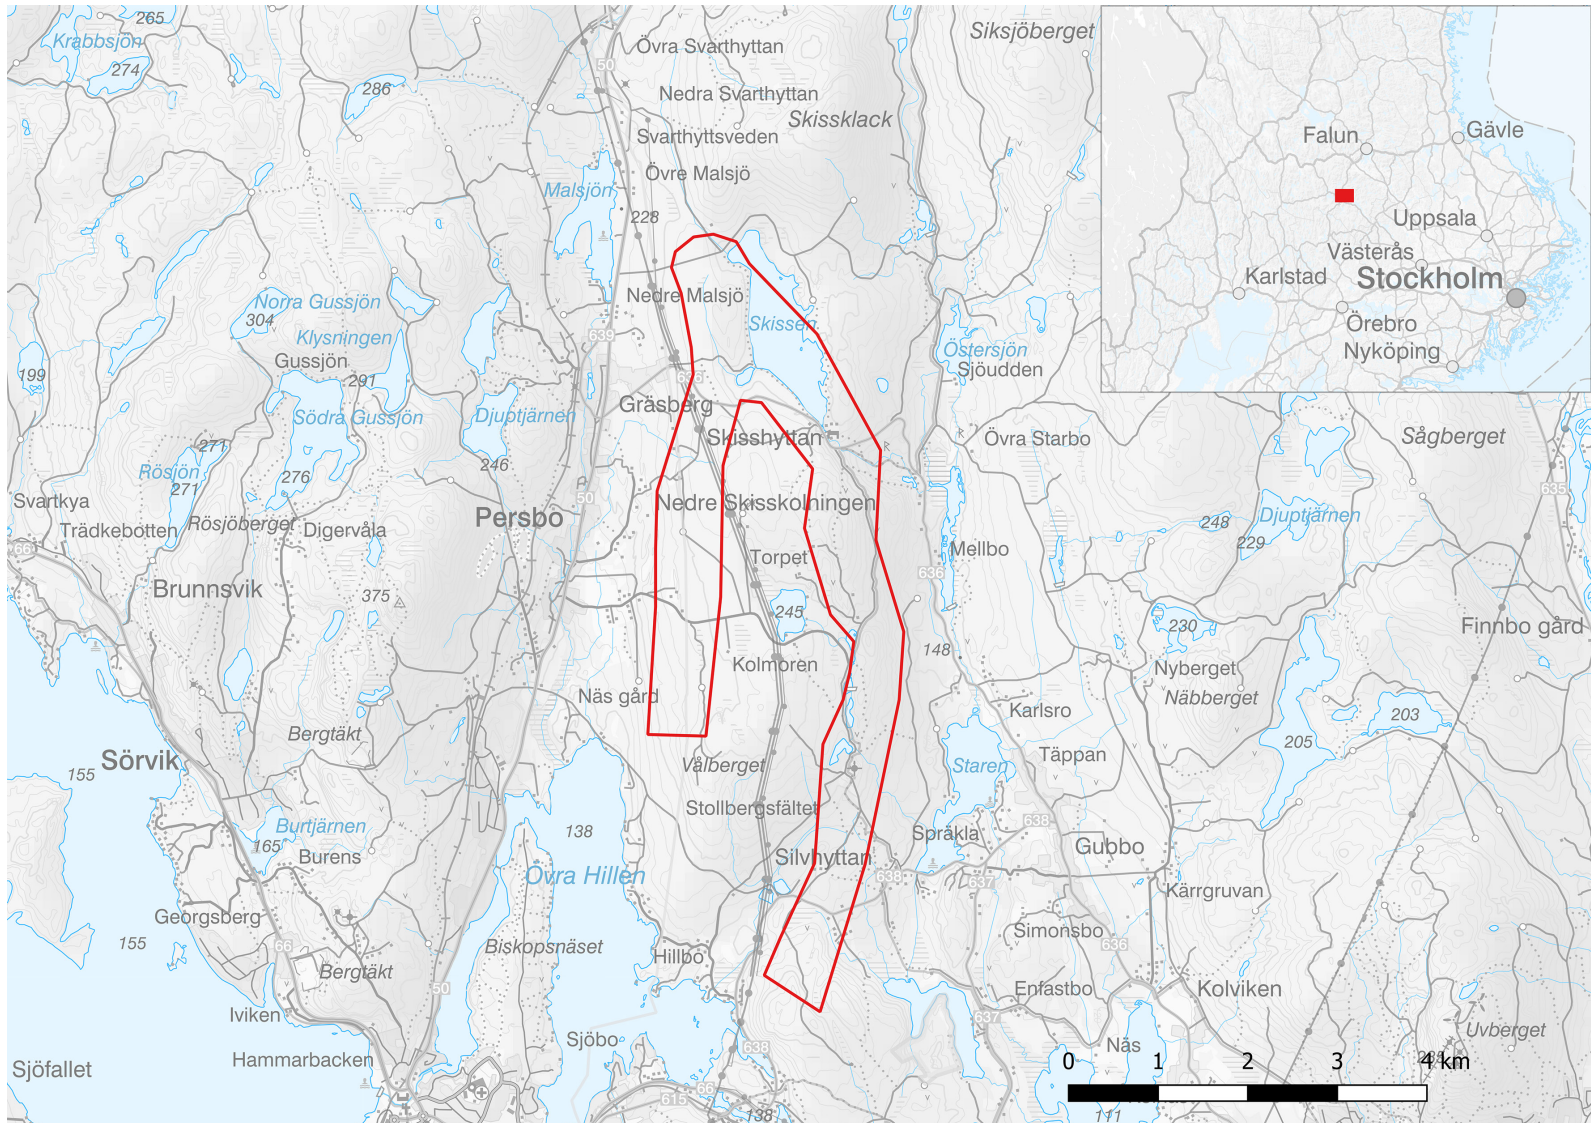 265
Krabbsjön
274
286
50
Övra Svarthyttan
Nedra Svarthyttan
Skissklack
Svarthyttsveden
Övre Malsjö
Siksjöberget
Malsjön
228
Falun
Gävle
Uppsala
Västerås
Karlstad
Stockholm
Örebro
Nyköping
Norra Gussjön
304
Klysningen
Gussjön
291
199
Nedre Malsjö
Skissen
639
Östersjön
Sjöudden
Södra Gussjön
Djuptjärnen
Gräsberg
Skisshyttan
Övra Starbo
Sågberget
271
Rösjön
271
276
246
635
Svartkya
50
Nedre Skisskolningen
Trädkebotten
Rösjöberget
Digervåla
Persbo
248
Djuptjärnen
229
66
Mellbo
Torpet
636
Brunnsvik
375
245
230
Finnbo gård
148
Kolmoren
Nyberget
Näbberget
Näs gård
Karlsro
203
Bergtäkt
205
Sörvik
155
Vålberget
Staren
Täppan
Stollbergsfältet
Burtjärnen
165
Burens
138
638
Språkla
Gubbo
Silvhyttan
Övra Hillen
638
637
Kärrgruvan
Georgsberg
155
66
Biskopsnäset
Simonsbo
636
Hillbo
Bergtäkt
50
Enfastbo
Kolviken
Iviken
637
Uvberget
Sjöbo
638
Näs
Hammarbacken
Sjöfallet
0 1 2 3 4 km
66
615
138
111